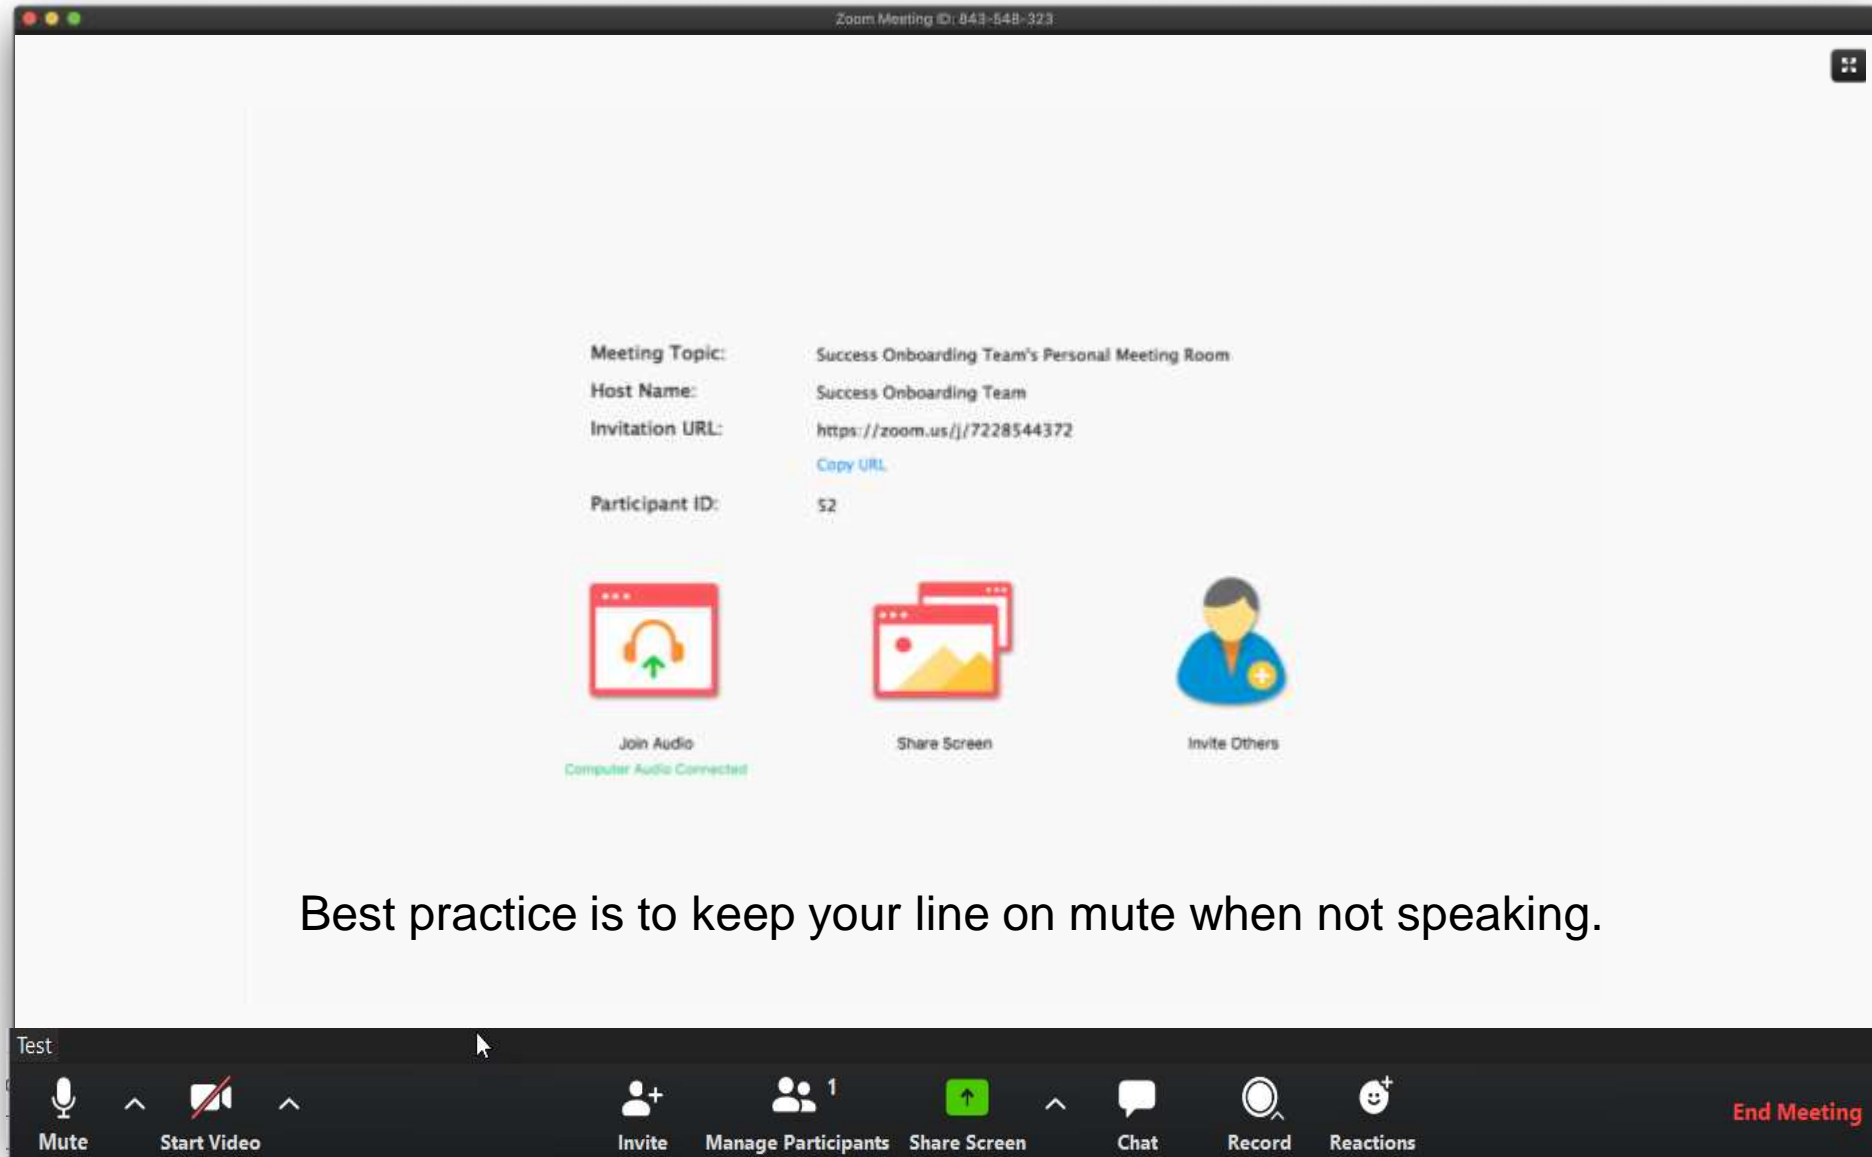 Zoom Meeting ID: 843-548-323
Meeting Topic: Success Onboarding Team's Personal Meeting Room
Host Name: Success Onboarding Team
Invitation URL: https://zoom.us/j/7228544372
Copy URL
Participant ID: 52
Join Audio Share Screen Invite Others
Computer Audio Connected
Best practice is to keep your line on mute when not speaking.
Test
1
Mute Start Video Invite Manage Participants Share Screen Chat Record Reactions End Meeting